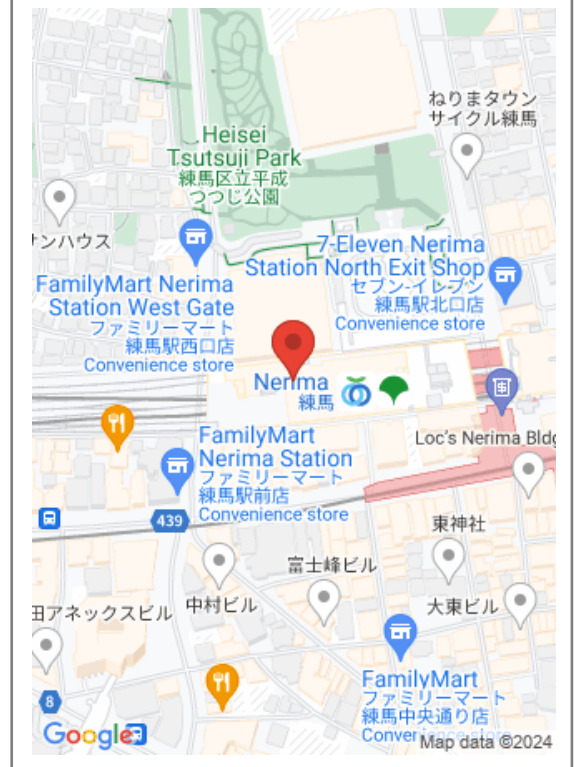 ねりまタウン
サイクル練馬
Heisei
Tsutsuji Park
練馬区立平成
つつじ公園
サンハウス
7-Eleven Nerima
Station North Exit Shop
セブン-イレブン
練馬駅北口店
Convenience store
FamilyMart Nerima
Station West Gate
ファミリーマート
練馬駅西口店
Convenience store
Nerima
練馬
Loc's Nerima Bldg
FamilyMart
Nerima Station
ファミリーマート
練馬駅前店
Convenience store
439
東神社
富士峰ビル
中村ビル
大東ビル
田アネックスビル
FamilyMart
ファミリーマート
練馬中央通り店
8
Google
Map data ©2024